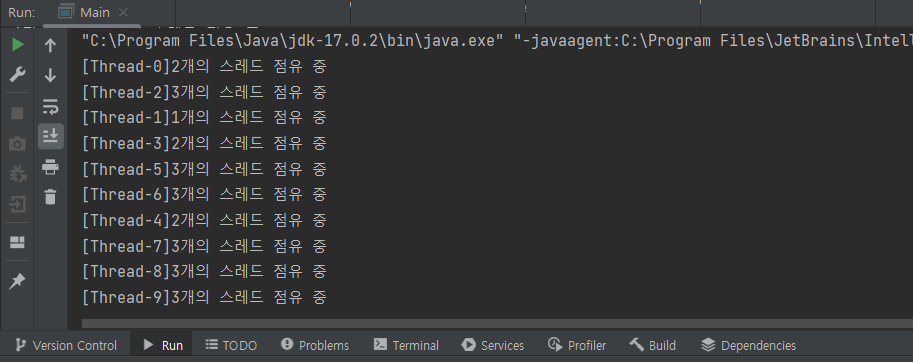 Run: Main
"C:\Program Files\Java\jdk-17.0.2\bin\java.exe" "-javaagent:C:\Program Files\JetBrains\Intell
[Thread-0]2개의 스레드 점유 중
[Thread-2]3개의 스레드 점유 중
[Thread-1]1개의 스레드 점유 중
[Thread-3]2개의 스레드 점유 중
[Thread-5]3개의 스레드 점유 중
[Thread-6]3개의 스레드 점유 중
[Thread-4]2개의 스레드 점유 중
[Thread-7]3개의 스레드 점유 중
[Thread-8]3개의 스레드 점유 중
[Thread-9]3개의 스레드 점유 중
Version Control Run TODO Problems Terminal Services Profiler Build Dependencies